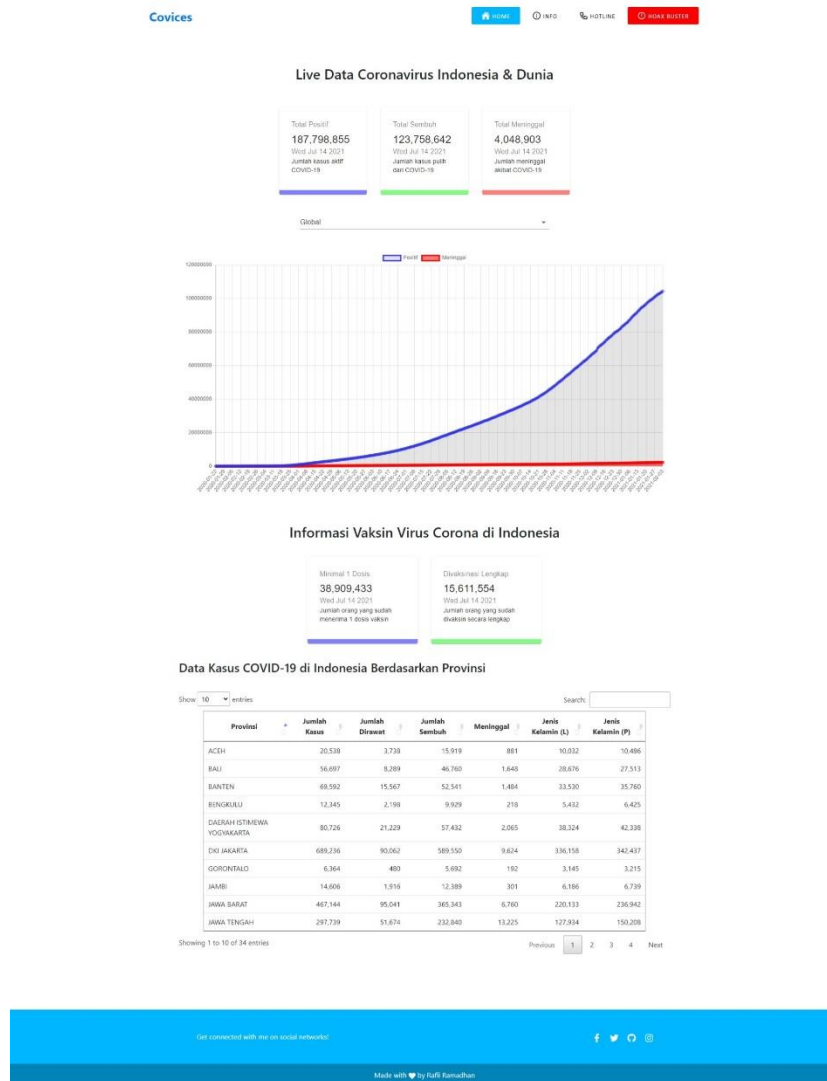 Covices
HOME
INFO
HOTLINE
HOAX BUSTER
Live Data Coronavirus Indonesia & Dunia
Total Positif
187,798,855
Wed Jul 14 2021
Jumlah kasus aktif
COVID-19
Total Sembuh
123,758,642
Wed Jul 14 2021
Jumlah kasus pulih
dari COVID-19
Total Meninggal
4,048,903
Wed Jul 14 2021
Jumlah meninggal
akibat COVID-19
Global
Positif Meninggal
120000000
100000000
80000000
60000000
40000000
20000000
0
Informasi Vaksin Virus Corona di Indonesia
Minimal 1 Dosis
38,909,433
Wed Jul 14 2021
Jumlah orang yang sudah
menerima 1 dosis vaksin
Divaksinasi Lengkap
15,611,554
Wed Jul 14 2021
Jumlah orang yang sudah
divaksin secara lengkap
Data Kasus COVID-19 di Indonesia Berdasarkan Provinsi
Show 10 entries
Search:
Provinsi Jumlah Kasus Jumlah Dirawat Jumlah Sembuh Meninggal Jenis Kelamin (L) Jenis Kelamin (P)
ACEH 20,538 3,738 15,919 881 10,032 10,486
BALI 56,697 8,289 46,760 1,648 28,676 27,513
BANTEN 69,592 15,567 52,541 1,484 33,530 35,760
BENGKULU 12,345 2,198 9,929 218 5,432 6,425
DAERAH ISTIMEWA YOGYAKARTA 80,726 21,229 57,432 2,065 38,324 42,338
DKI JAKARTA 689,236 90,062 589,550 9,624 336,158 342,437
GORONTALO 6,364 480 5,692 192 3,145 3,215
JAMBI 14,606 1,916 12,389 301 6,186 6,739
JAWA BARAT 467,144 95,041 365,343 6,760 220,133 236,942
JAWA TENGAH 297,739 51,674 232,840 13,225 127,934 150,208
Showing 1 to 10 of 34 entries
Previous 1 2 3 4 Next
Get connected with me on social networks!
Made with by Raffi Ramadhan